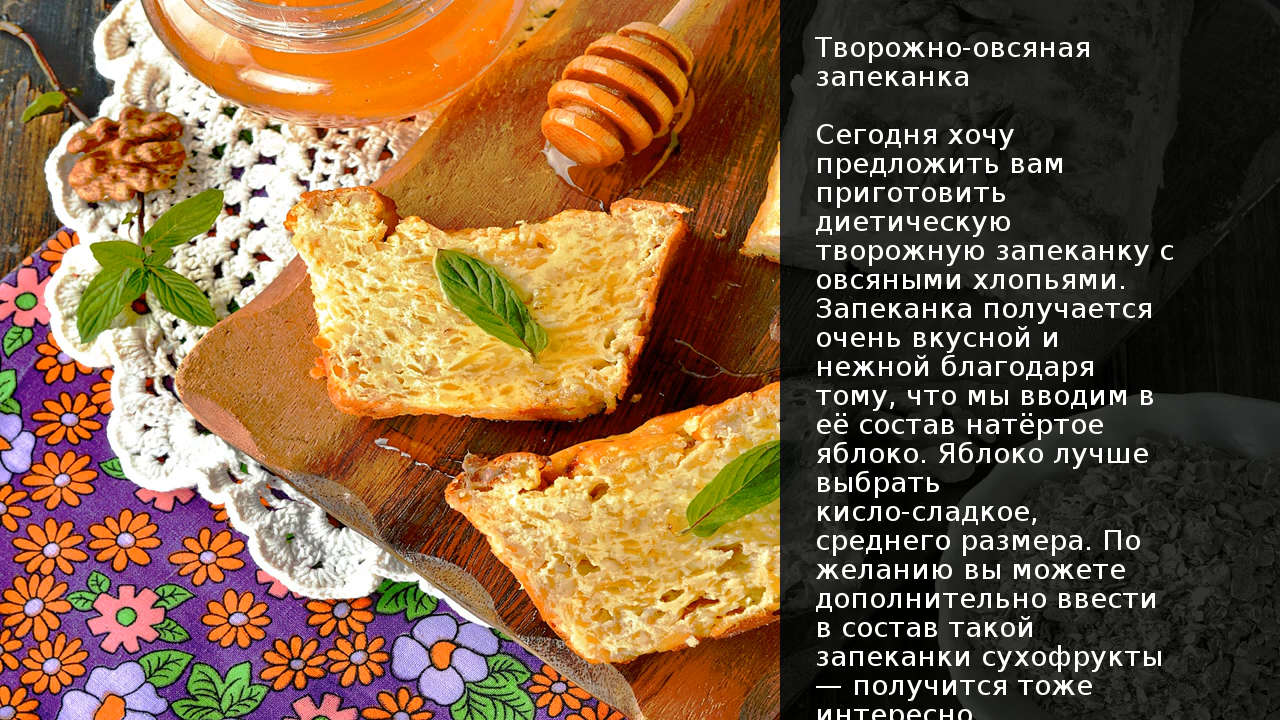 Творожно-овсяная
запеканка
Сегодня хочу
предложить вам
приготовить
диетическую
творожную запеканку с
овсяными хлопьями.
Запеканка получается
очень вкусной и
нежной благодаря
тому, что мы вводим в
её состав натёртое
яблоко. Яблоко лучше
выбрать
кисло-сладкое,
среднего размера. По
желанию вы можете
дополнительно ввести
в состав такой
запеканки сухофрукты
— получится тоже
интересно.